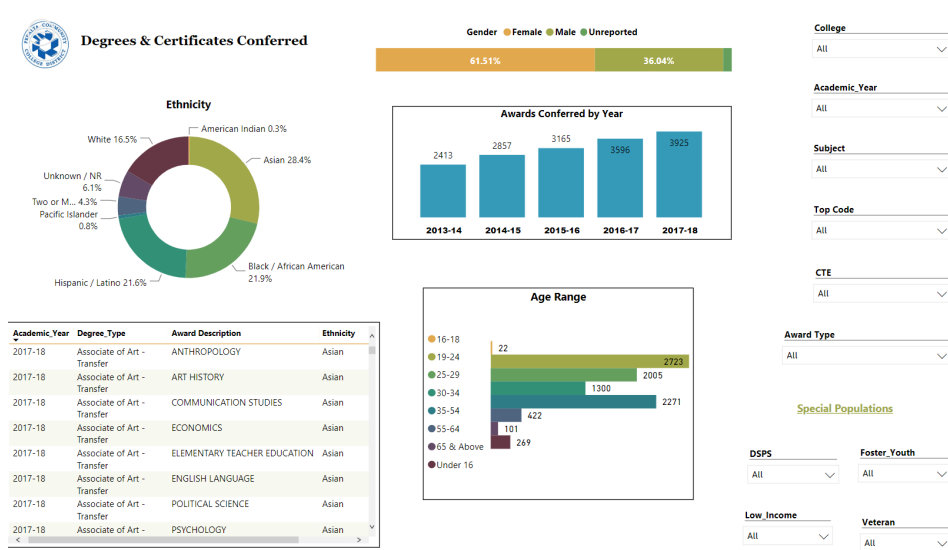 PERALTA COMMUNITY COLLEGE DISTRICT
Degrees & Certificates Conferred
Gender Female Male Unreported
61.51% 36.04%
College
All
Academic_Year
All
Subject
All
Top Code
All
CTE
All
Award Type
All
Special Populations
DSPS
All
Foster_Youth
All
Low_Income
All
Veteran
All
Ethnicity
American Indian 0.3%
White 16.5%
Asian 28.4%
Unknown / NR
6.1%
Two or M... 4.3%
Pacific Islander
0.8%
Black / African American
21.9%
Hispanic / Latino 21.6%
Awards Conferred by Year
2413 2857 3165 3596 3925
2013-14 2014-15 2015-16 2016-17 2017-18
Age Range
16-18
22
19-24
2723
25-29
2005
30-34
1300
35-54
2271
55-64
422
65 & Above
101
Under 16
269
Academic_Year Degree_Type Award Description Ethnicity
2017-18 Associate of Art - ANTHROPOLOGY Asian
Transfer
2017-18 Associate of Art - ART HISTORY Asian
Transfer
2017-18 Associate of Art - COMMUNICATION STUDIES Asian
Transfer
2017-18 Associate of Art - ECONOMICS Asian
Transfer
2017-18 Associate of Art - ELEMENTARY TEACHER EDUCATION Asian
Transfer
2017-18 Associate of Art - ENGLISH LANGUAGE Asian
Transfer
2017-18 Associate of Art - POLITICAL SCIENCE Asian
Transfer
2017-18 Associate of Art - PSYCHOLOGY Asian